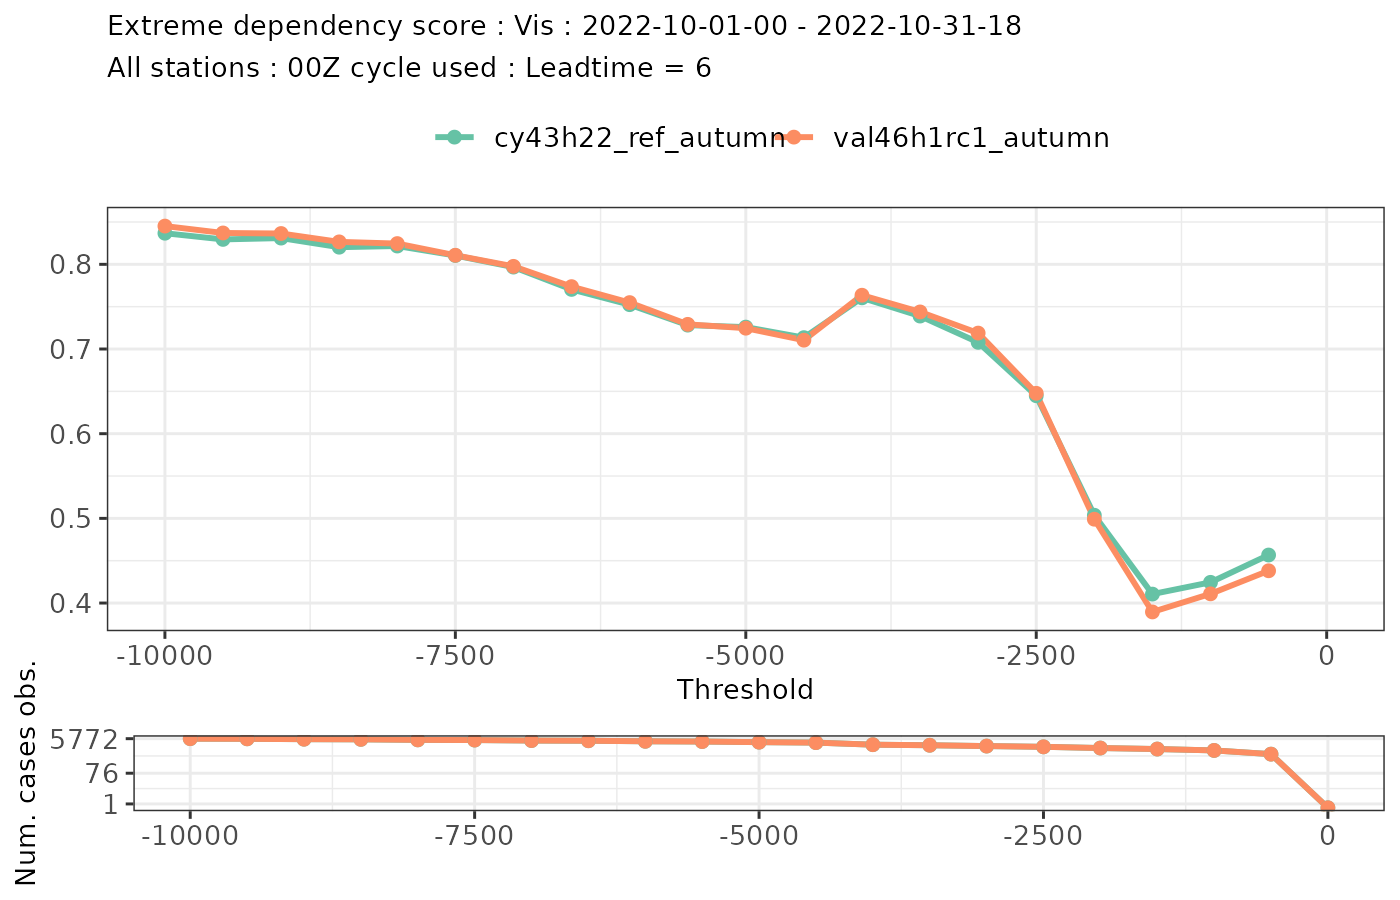 Extreme dependency score : Vis : 2022-10-01-00 - 2022-10-31-18
All stations : 00Z cycle used : Leadtime = 6
cy43h22_ref_autumn val46h1rc1_autumn
0.8
0.7
0.6
0.5
0.4
-10000 -7500 -5000 -2500 0
Threshold
Num. cases obs.
5772
76
1
-10000 -7500 -5000 -2500 0